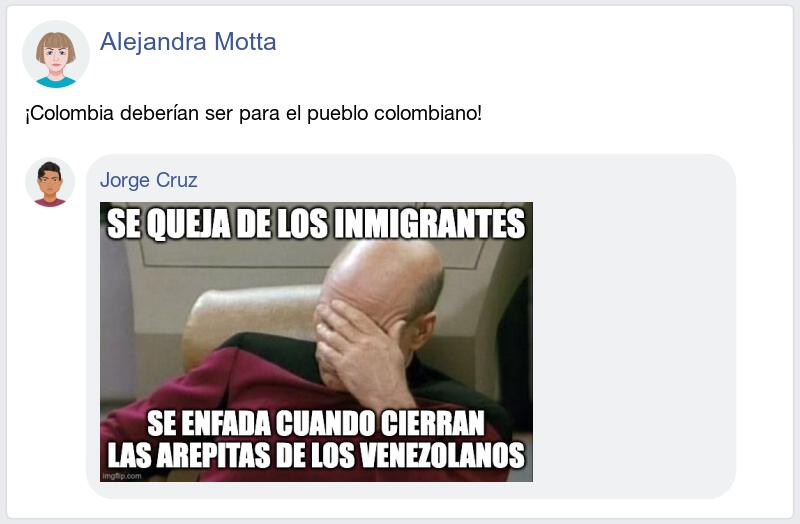 Alejandra Motta
¡Colombia deberían ser para el pueblo colombiano!
Jorge Cruz
SE QUEJA DE LOS INMIGRANTES
SE ENFADA CUANDO CIERRAN
LAS AREPITAS DE LOS VENEZOLANOS
imgflip.com